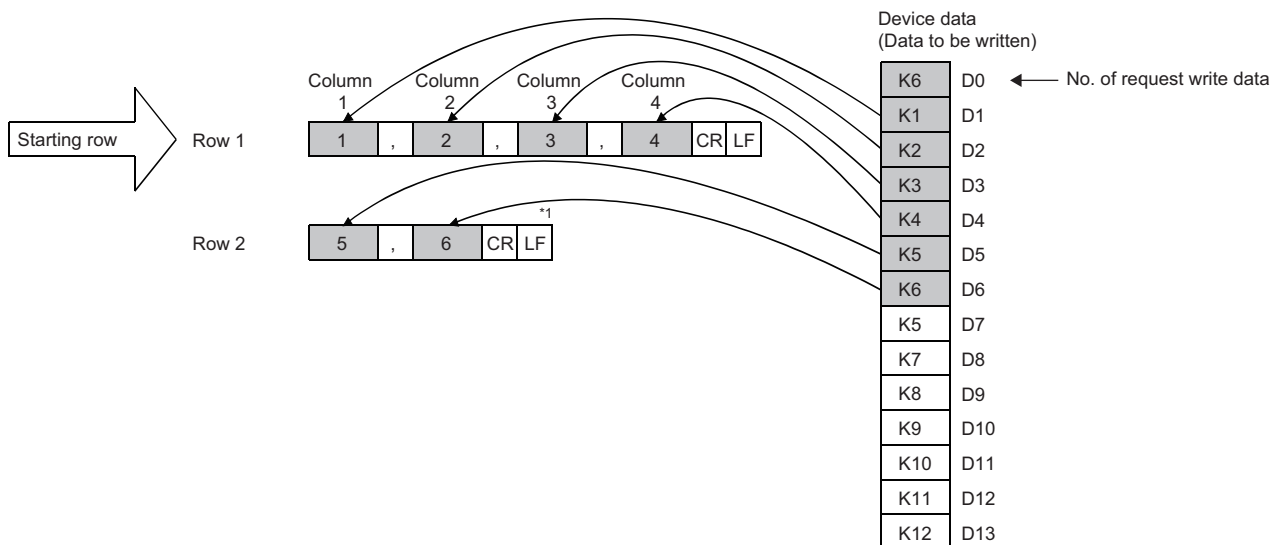 Device data
(Data to be written)
K6 D0 No. of request write data
Column Column Column Column
1 2 3 4
K1 D1
Starting row Row 1 1 , 2 , 3 , 4 CR LF
K2 D2
K3 D3
K4 D4
*1
Row 2 5 , 6 CR LF
K5 D5
K6 D6
K5 D7
K7 D8
K8 D9
K9 D10
K10 D11
K11 D12
K12 D13